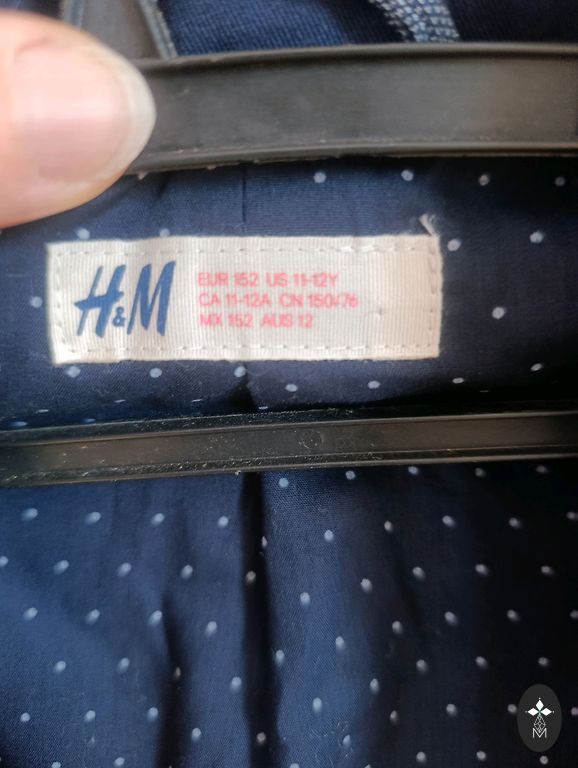 H&M
EUR 152 US 11-12Y
CA 11-12A CN 150/76
MX 152 AUS 12
M